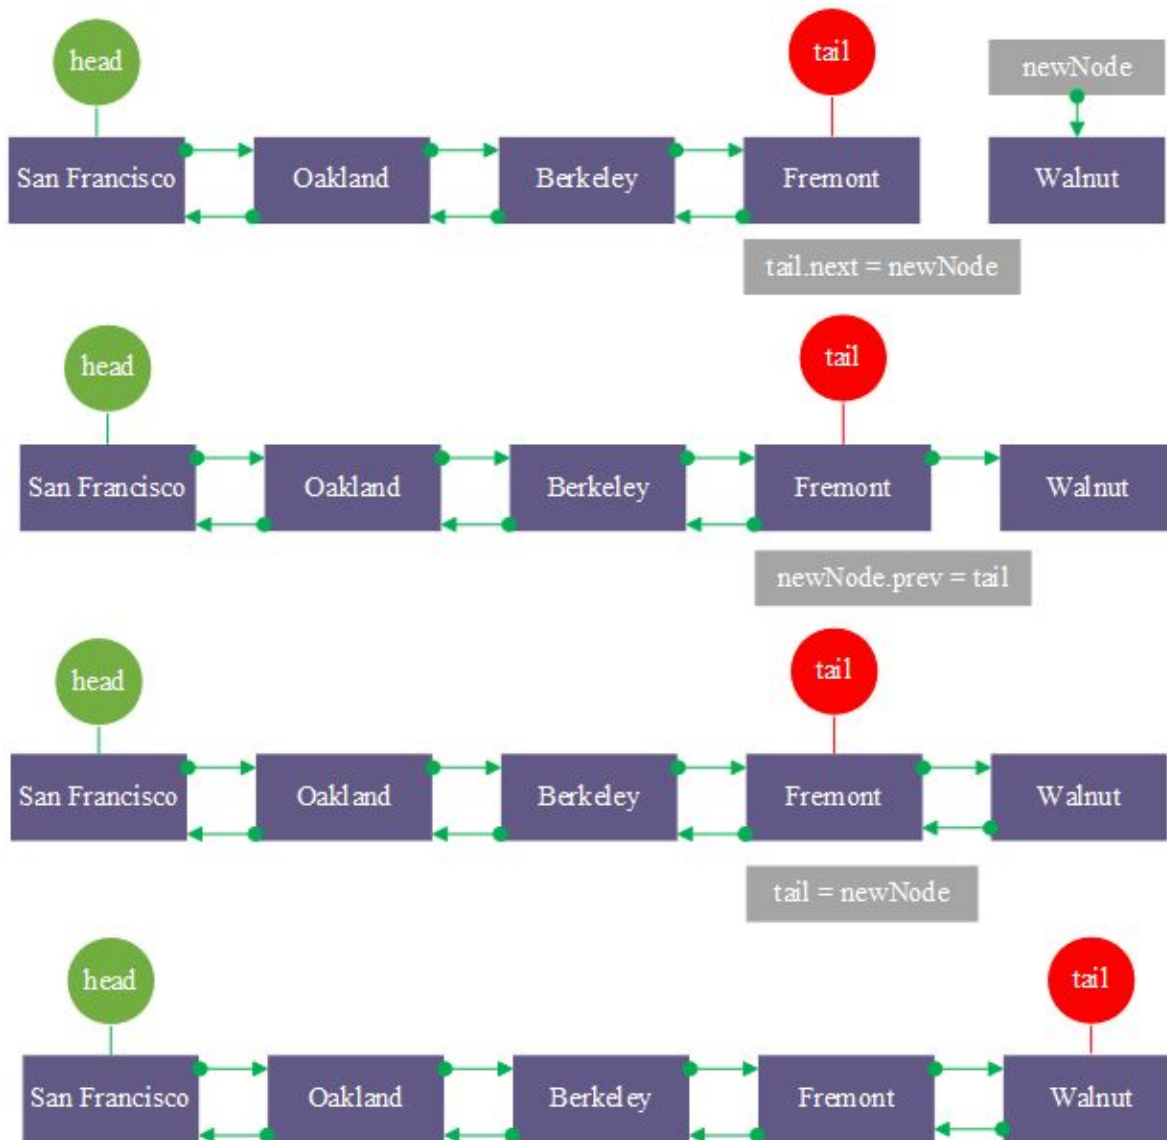 head
tail
newNode
San Francisco
Oakland
Berkeley
Fremont
Walnut
tail.next = newNode
head
tail
San Francisco
Oakland
Berkeley
Fremont
Walnut
newNode.prev = tail
head
tail
San Francisco
Oakland
Berkeley
Fremont
Walnut
tail = newNode
head
tail
San Francisco
Oakland
Berkeley
Fremont
Walnut